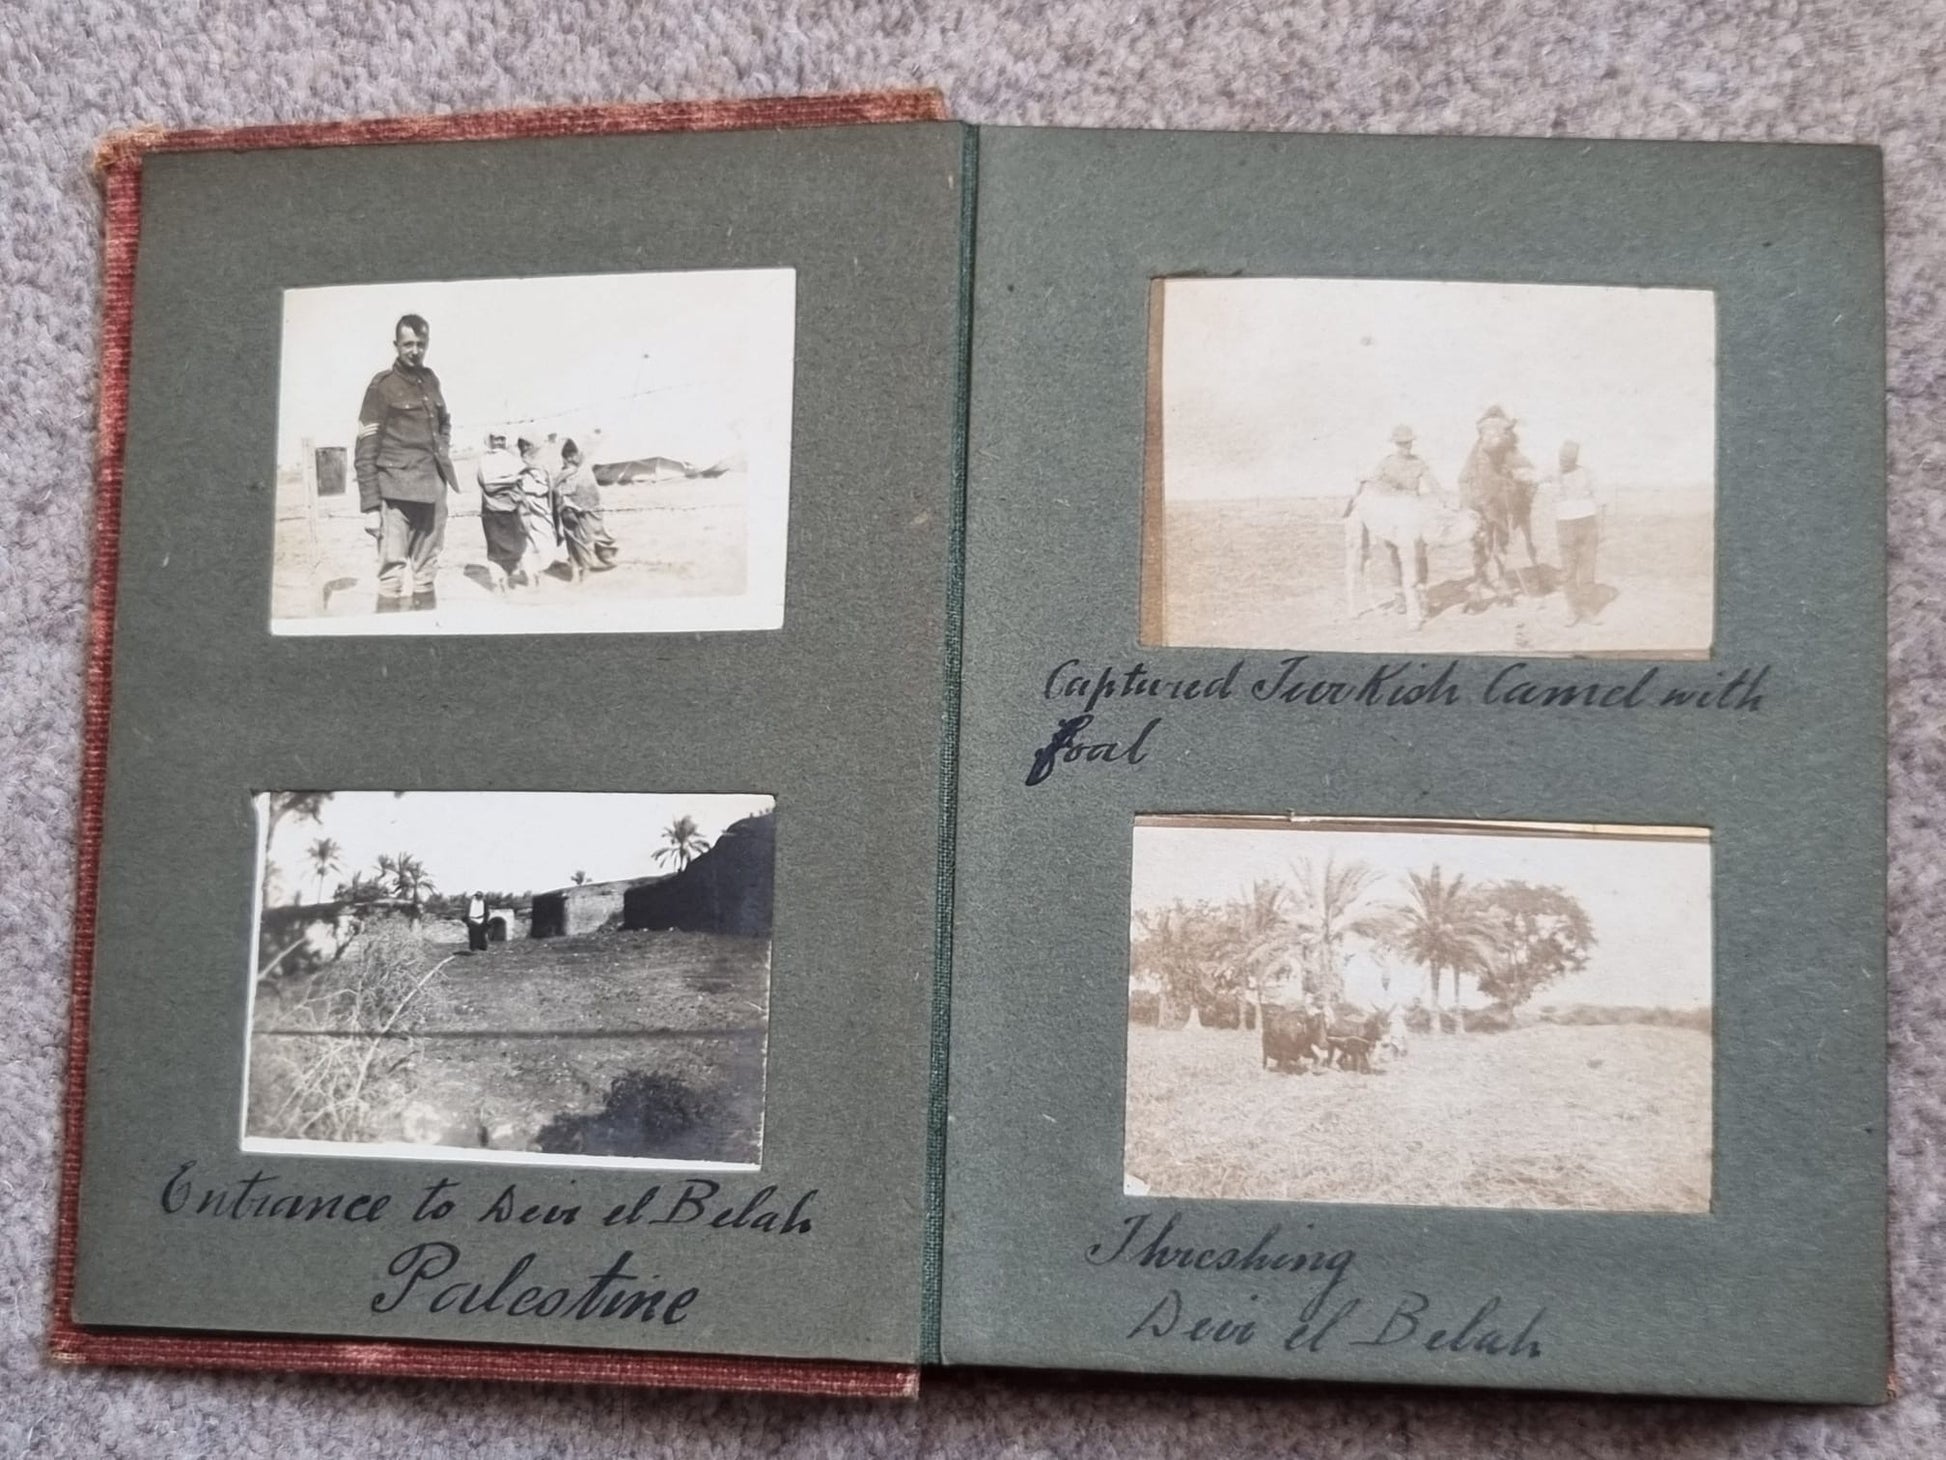 Entrance to Deir el Belah
Palestine
Captured Turkish Camel with
foal
Threshing
Deir el Belah